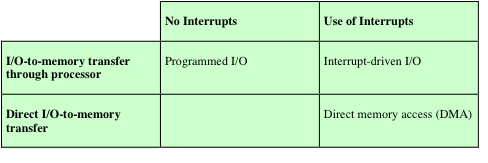 No Interrupts
Use of Interrupts
I/O-to-memory transfer
through processor
Programmed I/O
Interrupt-driven I/O
Direct I/O-to-memory
transfer
Direct memory access (DMA)